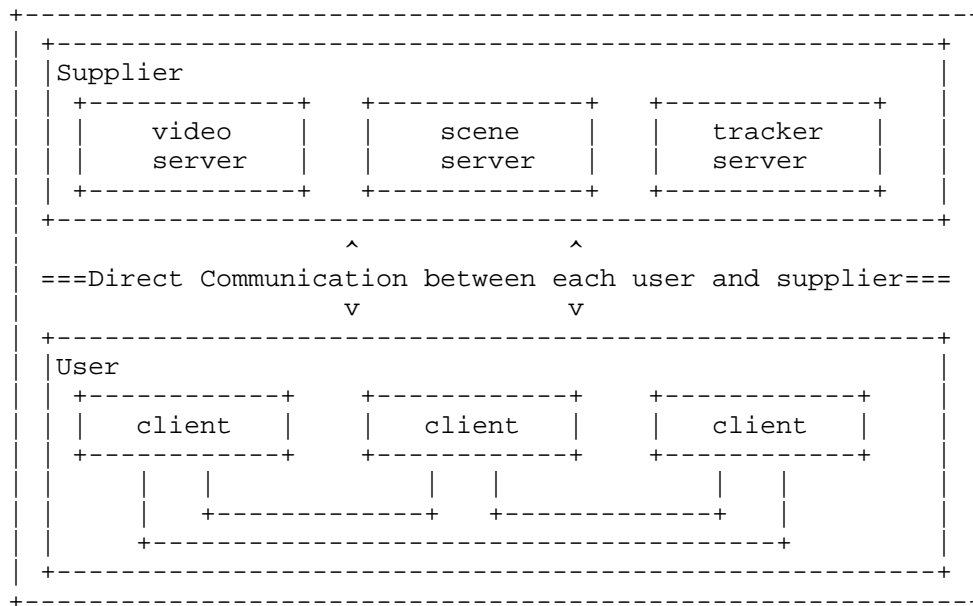 Supplier
video scene tracker
server server server
===Direct Communication between each user and supplier===
User
client client client